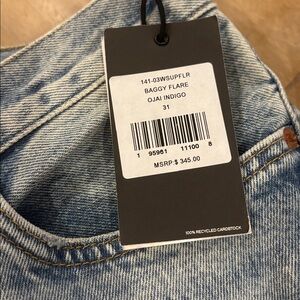 141-03WSUPFLR
BAGGY FLARE
OJAI INDIGO
31
1 95961 11100 8
MSRP:$ 345.00
100% RECYCLED CARDSTOCK